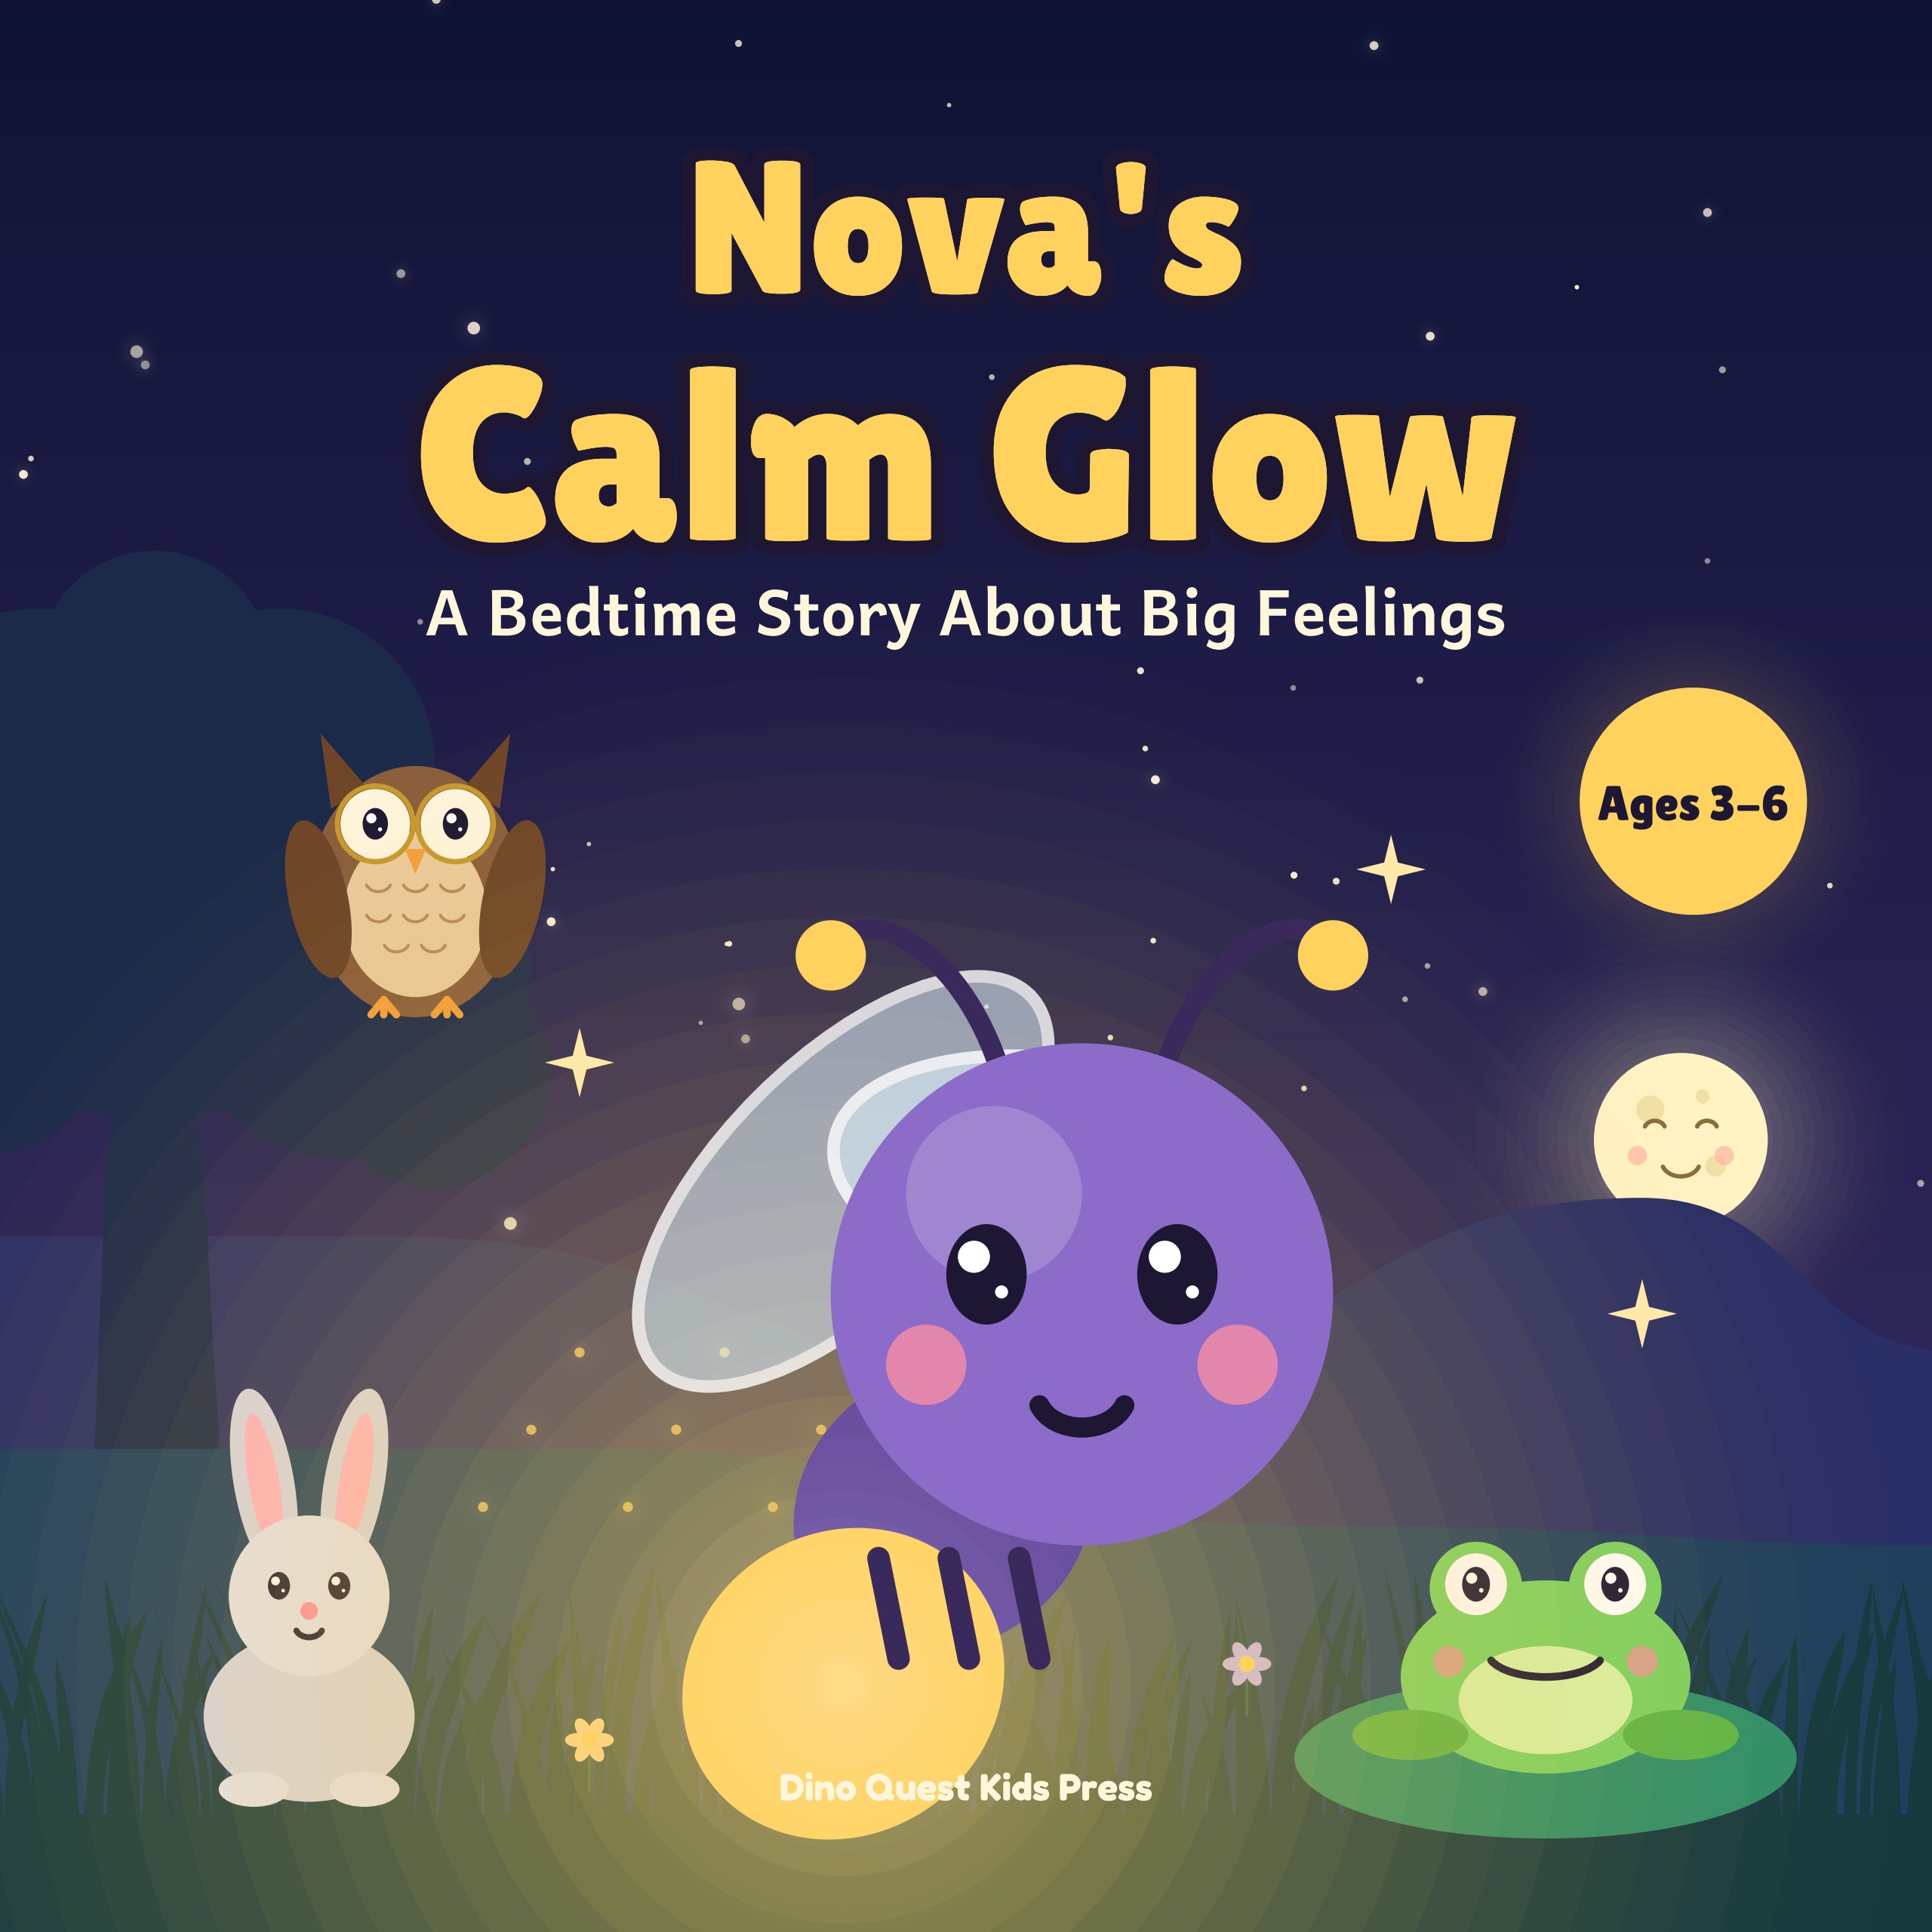 Nova's
Calm Glow
A Bedtime Story About Big Feelings
Ages 3–6
Dino Quest Kids Press